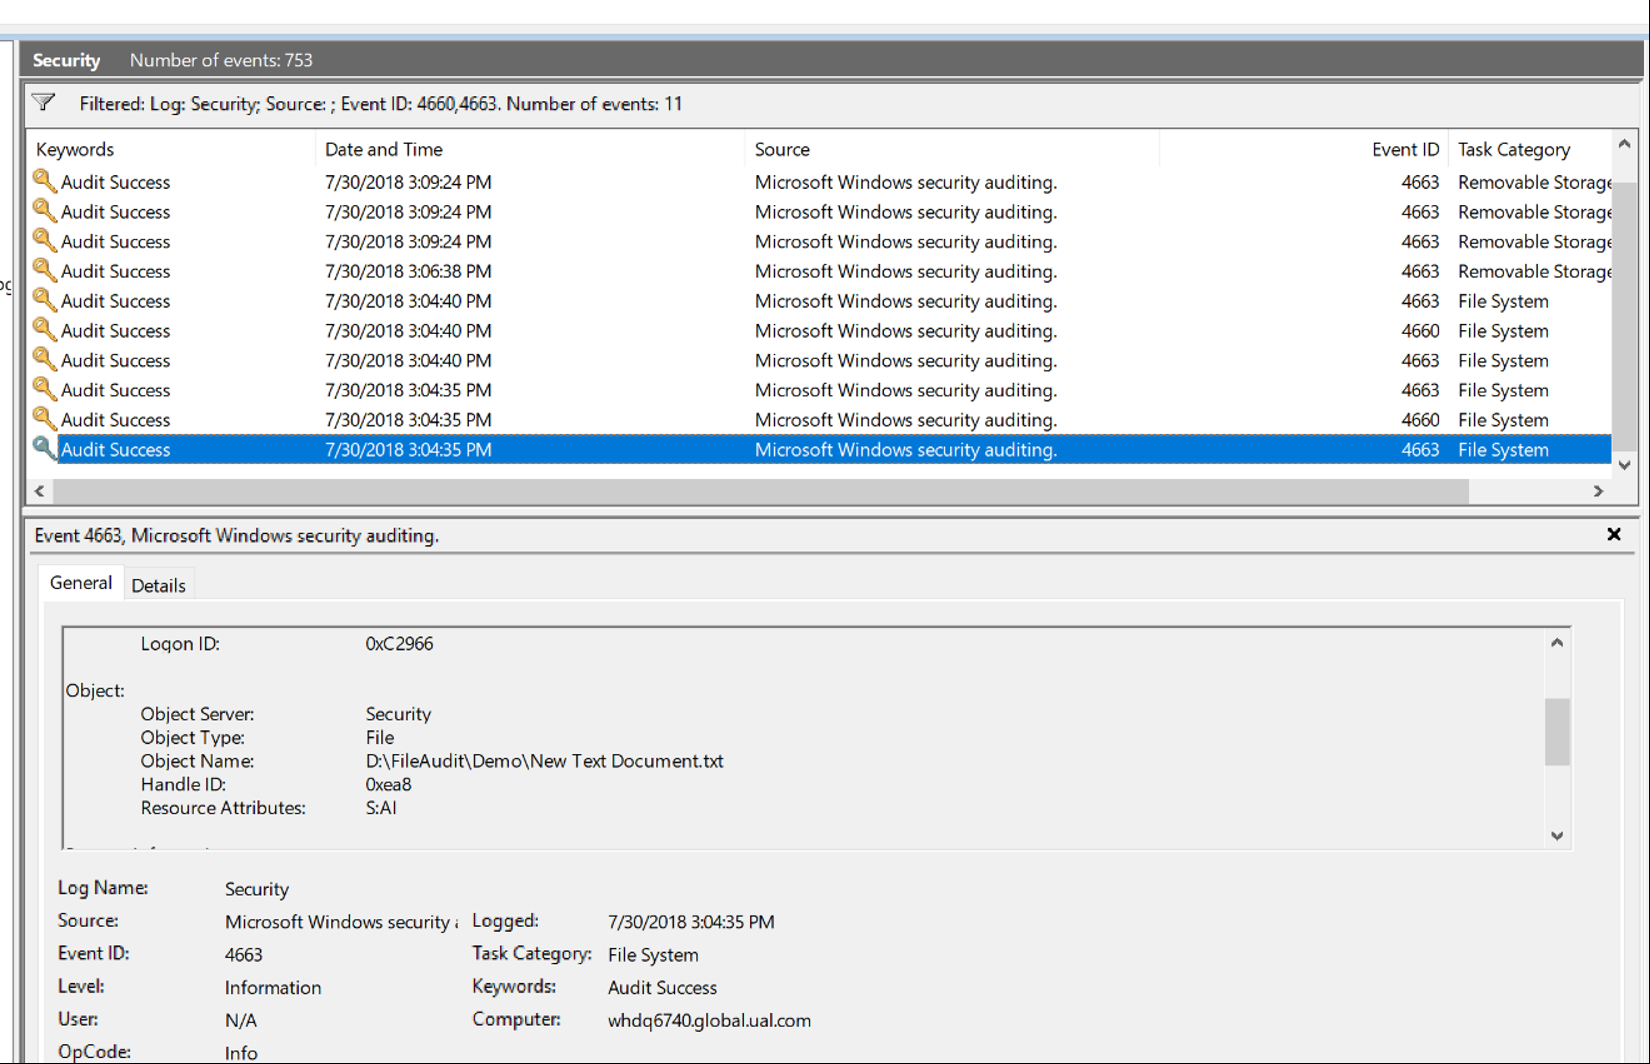 Security Number of events: 753
Filtered: Log: Security; Source: ; Event ID: 4660,4663. Number of events: 11
Keywords Date and Time Source Event ID Task Category
Audit Success 7/30/2018 3:09:24 PM Microsoft Windows security auditing. 4663 Removable Storage
Audit Success 7/30/2018 3:09:24 PM Microsoft Windows security auditing. 4663 Removable Storage
Audit Success 7/30/2018 3:09:24 PM Microsoft Windows security auditing. 4663 Removable Storage
Audit Success 7/30/2018 3:06:38 PM Microsoft Windows security auditing. 4663 Removable Storage
Audit Success 7/30/2018 3:04:40 PM Microsoft Windows security auditing. 4663 File System
Audit Success 7/30/2018 3:04:40 PM Microsoft Windows security auditing. 4660 File System
Audit Success 7/30/2018 3:04:40 PM Microsoft Windows security auditing. 4663 File System
Audit Success 7/30/2018 3:04:35 PM Microsoft Windows security auditing. 4663 File System
Audit Success 7/30/2018 3:04:35 PM Microsoft Windows security auditing. 4660 File System
Audit Success 7/30/2018 3:04:35 PM Microsoft Windows security auditing. 4663 File System
Event 4663, Microsoft Windows security auditing.
General Details
Logon ID: 0xC2966
Object:
Object Server: Security
Object Type: File
Object Name: D:\FileAudit\Demo\New Text Document.txt
Handle ID: 0xea8
Resource Attributes: S:AI
Log Name: Security
Source: Microsoft Windows security Logged: 7/30/2018 3:04:35 PM
Event ID: 4663 Task Category: File System
Level: Information Keywords: Audit Success
User: N/A Computer: whdq6740.global.ual.com
OpCode: Info